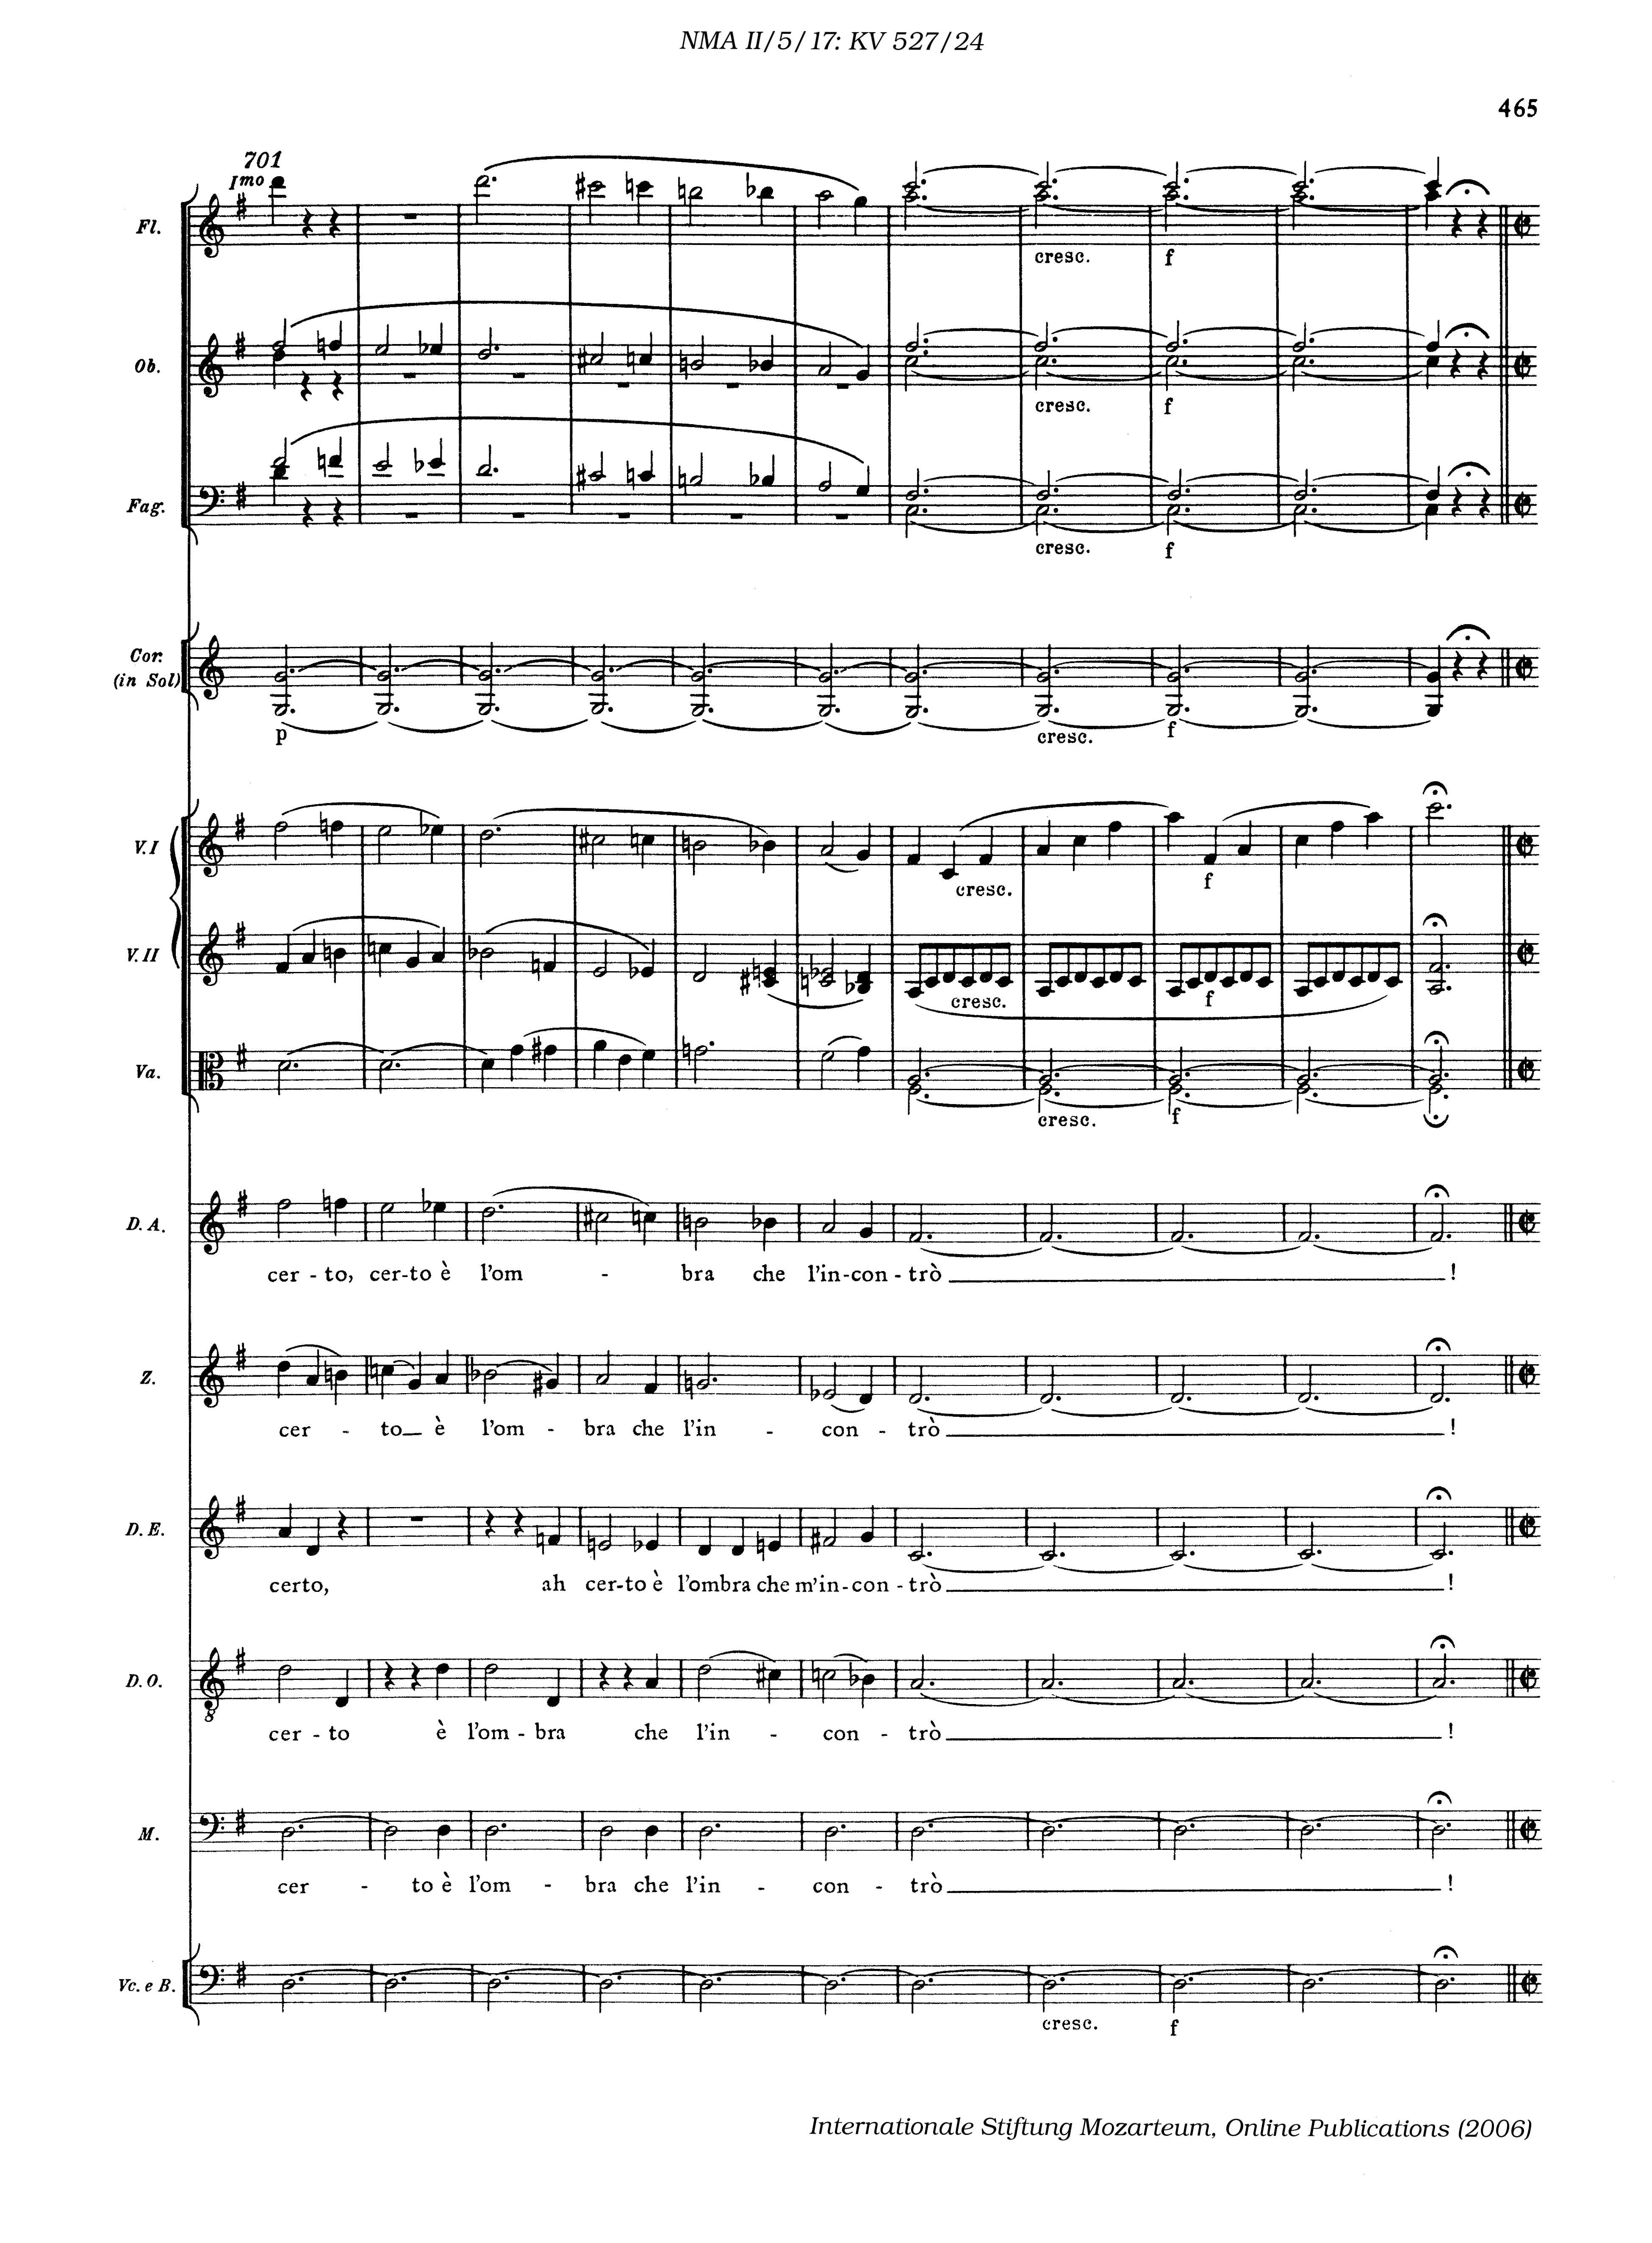 NMA II/5/17: KV 527/24
465
701
Imo
Fl.
cresc. f
Ob.
cresc. f
Fag.
cresc. f
Cor.
(in Sol)
p cresc. f
V. I
cresc. f
V. II
cresc. f
Va.
cresc. f
D. A.
cer - to, cer-to è l'om - bra che l'in-con - trò !
Z.
cer - to è l'om - bra che l'in - con - trò !
D. E.
certo, ah cer-to è l'ombra che m'in-con - trò !
D. O.
8
cer - to è l'om - bra che l'in - con - trò !
M.
cer - to è l'om - bra che l'in - con - trò !
Vc. e B.
cresc. f
Internationale Stiftung Mozarteum, Online Publications (2006)